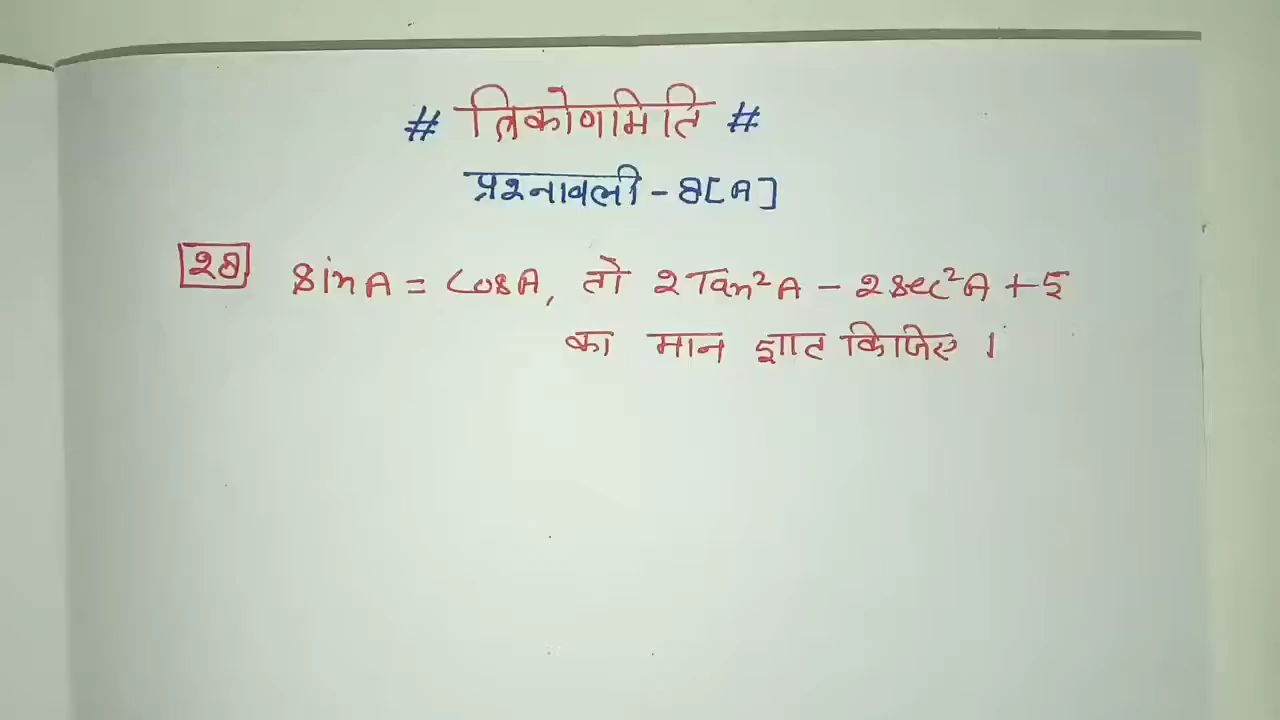 # त्रिकोणमिति #
प्रश्नावली - 8[A]
28 sinA = CosA, तो 2Tan²A - 2sec²A + 5
का मान ज्ञात किजिए ।